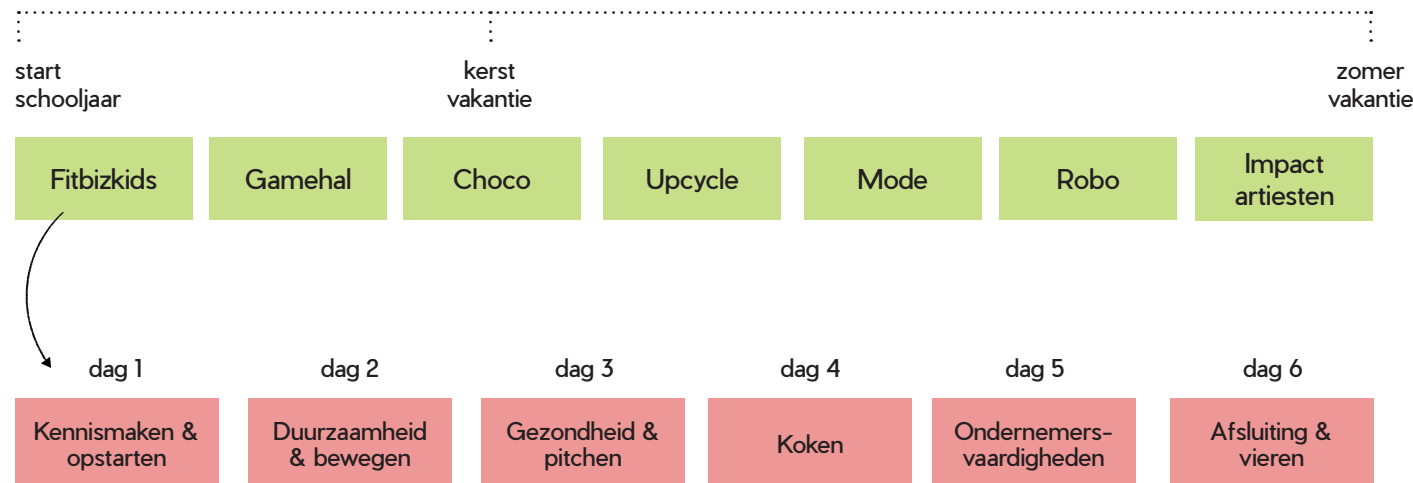 start
schooljaar
kerst
vakantie
zomer
vakantie
Fitbizkids
Gamehal
Choco
Upcycle
Mode
Robo
Impact
artiesten
dag 1
dag 2
dag 3
dag 4
dag 5
dag 6
Kennismaken &
opstarten
Duurzaamheid
& bewegen
Gezondheid &
pitchen
Koken
Ondernemers-
vaardigheden
Afsluiting &
vieren